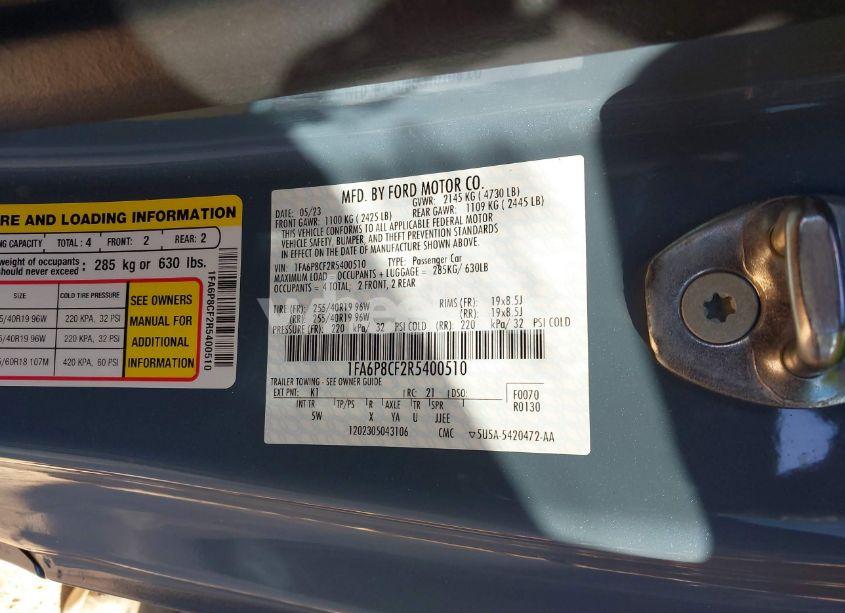 RE AND LOADING INFORMATION
NG CAPACITY TOTAL : 4 FRONT: 2 REAR: 2
weight of occupants
should never exceed : 285 kg or 630 lbs.
SIZE COLD TIRE PRESSURE SEE OWNERS MANUAL FOR ADDITIONAL INFORMATION
5/40R19 96W 220 KPA, 32 PSI
5/40R19 96W 220 KPA, 32 PSI
5/60R18 107M 420 KPA, 60 PSI
1FA6P8CF2R5400510
MFD. BY FORD MOTOR CO.
DATE: 05/23 GVWR: 2145 KG ( 4730 LB)
FRONT GAWR: 1100 KG ( 2425 LB) REAR GAWR: 1109 KG ( 2445 LB)
THIS VEHICLE CONFORMS TO ALL APPLICABLE FEDERAL MOTOR
VEHICLE SAFETY, BUMPER, AND THEFT PREVENTION STANDARDS
IN EFFECT ON THE DATE OF MANUFACTURE SHOWN ABOVE.
VIN: 1FA6P8CF2R5400510 TYPE: Passenger Car
MAXIMUM LOAD = OCCUPANTS + LUGGAGE = 285KG/ 630LB
OCCUPANTS = 4 TOTAL: 2 FRONT, 2 REAR
TIRE (FR): 255/40R19 96W RIMS (FR): 19x8.5J
TIRE (RR): 255/40R19 96W (RR): 19x8.5J
PRESSURE (FR): 220 kPa/ 32 PSI COLD (RR): 220 kPa/ 32 PSI COLD
1FA6P8CF2R5400510
TRAILER TOWING - SEE OWNER GUIDE
EXT PNT: K1 RC: 21 DSO: F0070
INT TR TP/PS R AXLE TR SPR R0130
5W X YA U JJEE
1202305043106 CMC 5U5A-5420472-AA